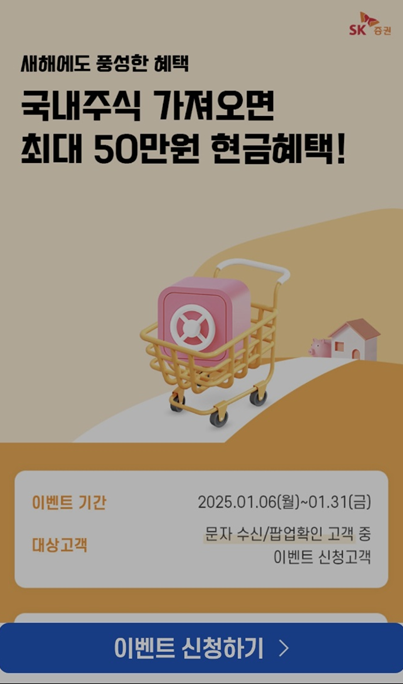 SK 증권
새해에도 풍성한 혜택
국내주식 가져오면
최대 50만원 현금혜택!
이벤트 기간
2025.01.06(월)~01.31(금)
대상고객
문자 수신/팝업확인 고객 중
이벤트 신청고객
이벤트 신청하기 >